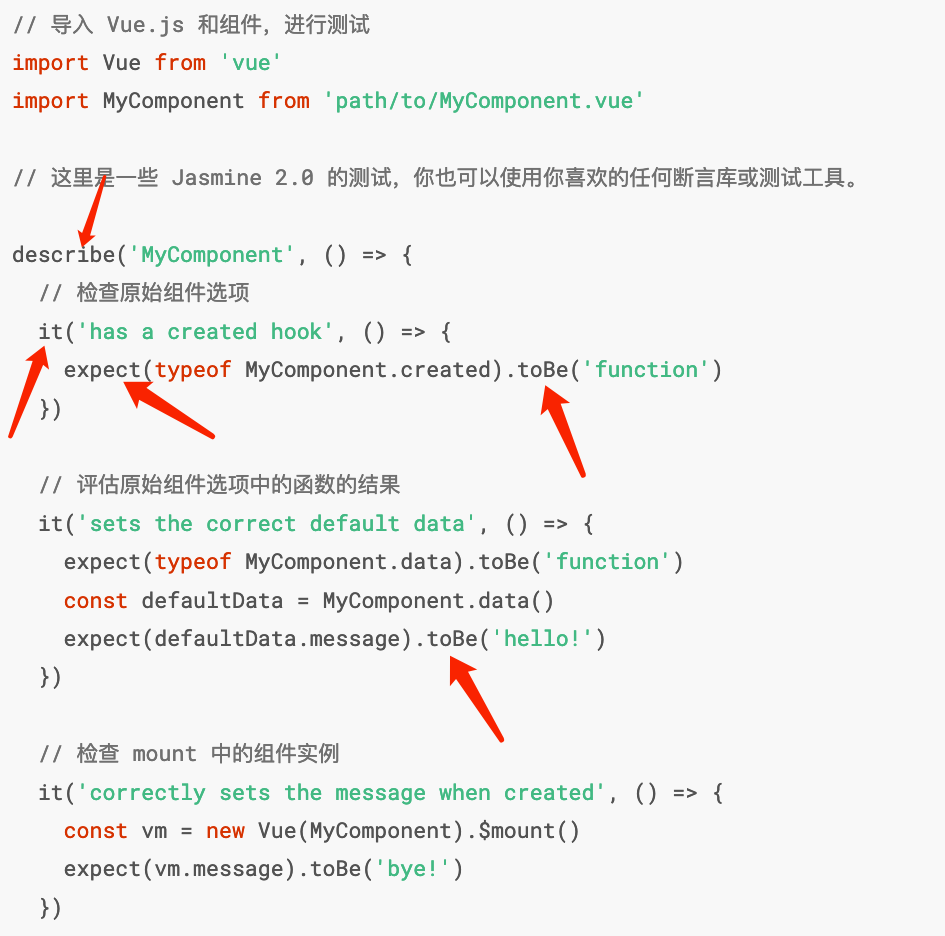 // 导入 Vue.js 和组件，进行测试
import Vue from 'vue'
import MyComponent from 'path/to/MyComponent.vue'
// 这里是一些 Jasmine 2.0 的测试，你也可以使用你喜欢的任何断言库或测试工具。
describe('MyComponent', () => {
  // 检查原始组件选项
  it('has a created hook', () => {
    expect(typeof MyComponent.created).toBe('function')
  })
  // 评估原始组件选项中的函数的结果
  it('sets the correct default data', () => {
    expect(typeof MyComponent.data).toBe('function')
    const defaultData = MyComponent.data()
    expect(defaultData.message).toBe('hello!')
  })
  // 检查 mount 中的组件实例
  it('correctly sets the message when created', () => {
    const vm = new Vue(MyComponent).$mount()
    expect(vm.message).toBe('bye!')
  })